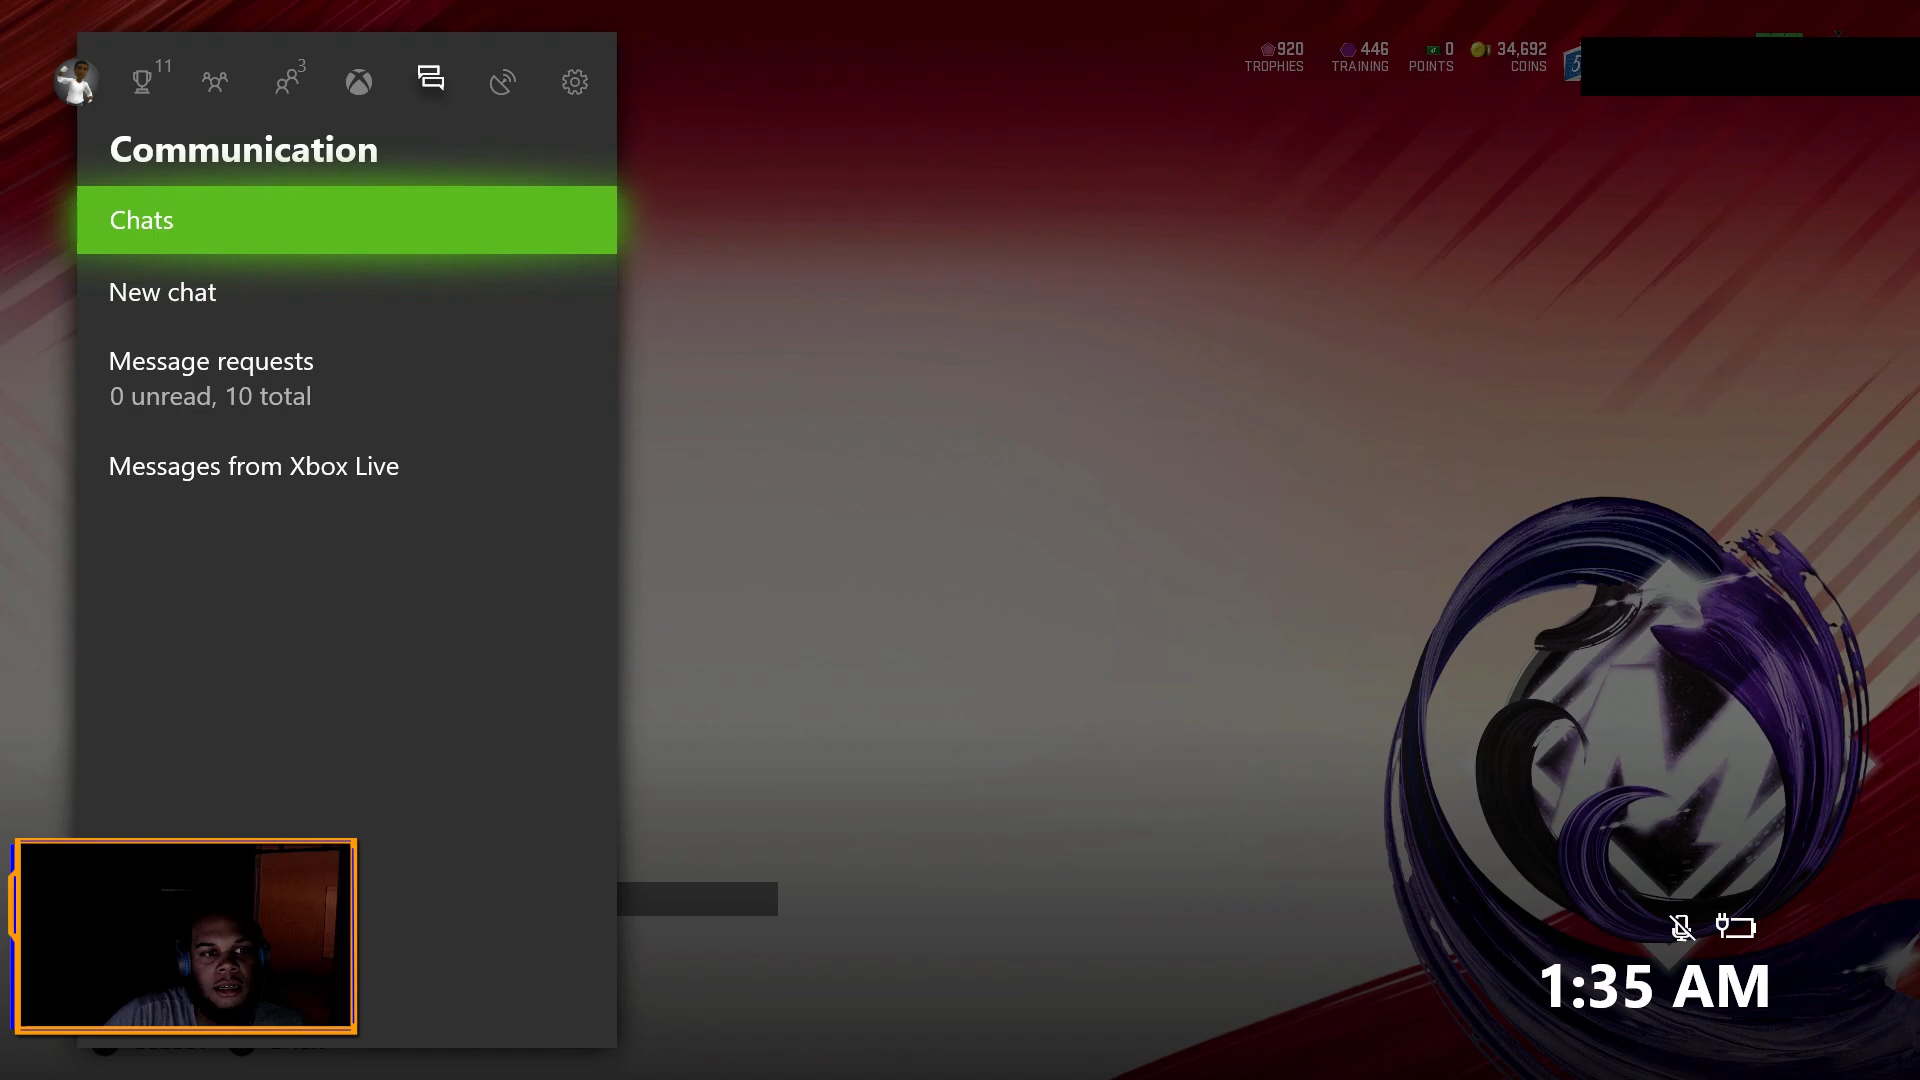 11
3
920
TROPHIES
446
TRAINING
0
POINTS
34,692
COINS
5
Communication
Chats
New chat
Message requests
0 unread, 10 total
Messages from Xbox Live
1:35 AM